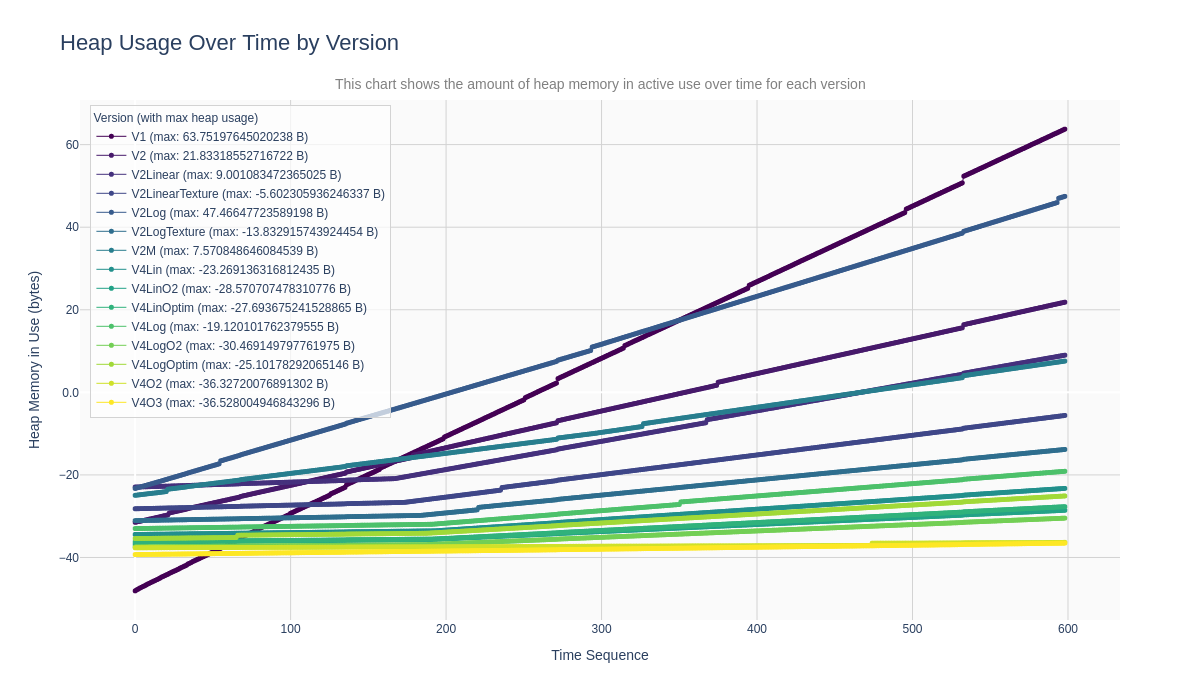 Heap Usage Over Time by Version
This chart shows the amount of heap memory in active use over time for each version
Version (with max heap usage)
V1 (max: 63.75197645020238 B)
V2 (max: 21.83318552716722 B)
V2Linear (max: 9.001083472365025 B)
V2LinearTexture (max: -5.602305936246337 B)
V2Log (max: 47.46647723589198 B)
V2LogTexture (max: -13.832915743924454 B)
V2M (max: 7.570848646084539 B)
V4Lin (max: -23.269136316812435 B)
V4LinO2 (max: -28.570707478310776 B)
V4LinOptim (max: -27.693675241528865 B)
V4Log (max: -19.120101762379555 B)
V4LogO2 (max: -30.469149797761975 B)
V4LogOptim (max: -25.10178292065146 B)
V4O2 (max: -36.32720076891302 B)
V4O3 (max: -36.528004946843296 B)
60
40
20
0.0
−20
−40
Heap Memory in Use (bytes)
0
100
200
300
400
500
600
Time Sequence